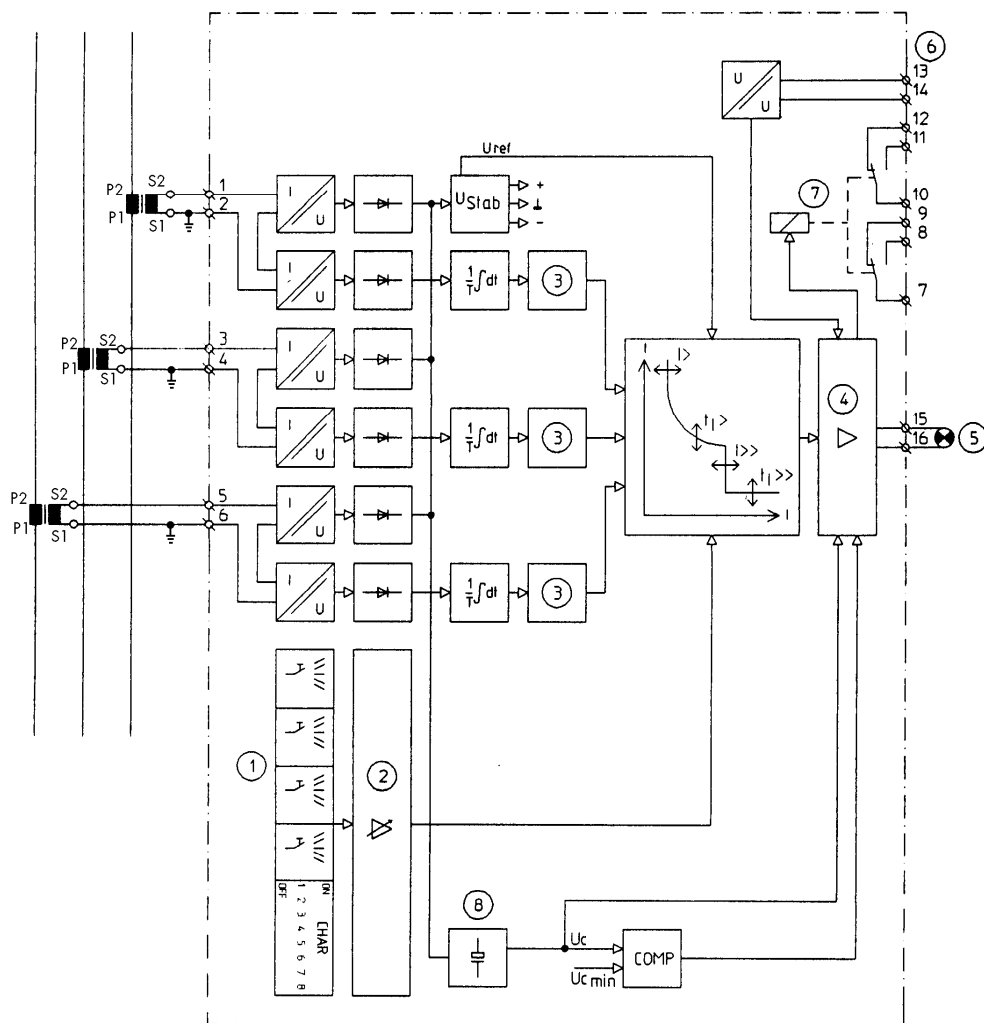 6
13
14
U
U
12
11
Uref
7
P2
S2
1
I
U
UStab
+
⊥
-
10
P1
S1
2
9
8
I
U
1/T ∫dt
3
7
P2
S2
3
I
U
I
I>
P1
S1
4
tI>
4
I
U
1/T ∫dt
3
I>>
15
5
tI>>
16
P2
S2
5
I
U
I
P1
S1
6
I
U
1/T ∫dt
3
1
2
ON
CHAR
1 2 3 4 5 6 7 8
OFF
8
Uc
COMP
Uc min